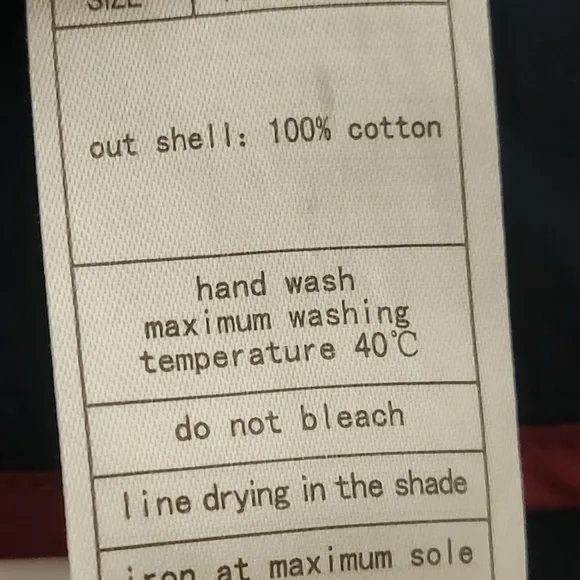 SIZE
out shell: 100% cotton
hand wash
maximum washing
temperature 40℃
do not bleach
line drying in the shade
iron at maximum sole